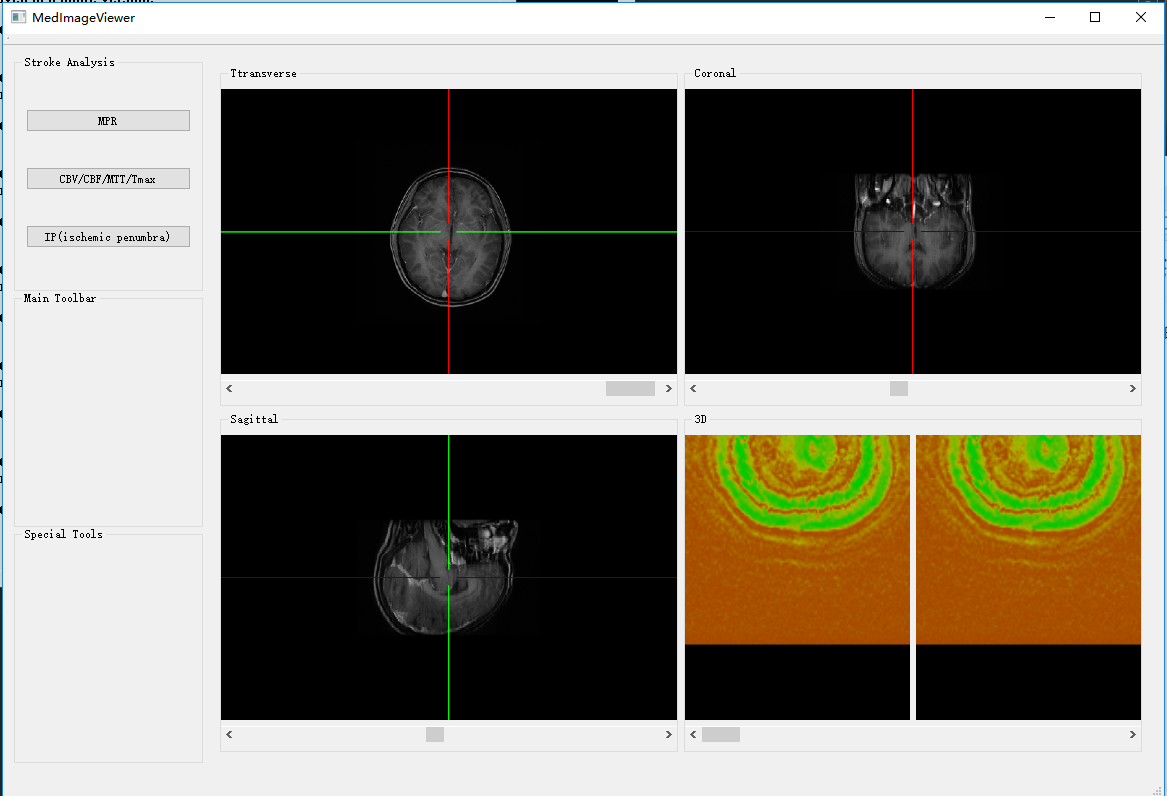 MedImageViewer
Stroke Analysis
MPR
CBV/CBF/MTT/Tmax
IP(ischemic penumbra)
Main Toolbar
Special Tools
Ttransverse
Coronal
Sagittal
3D